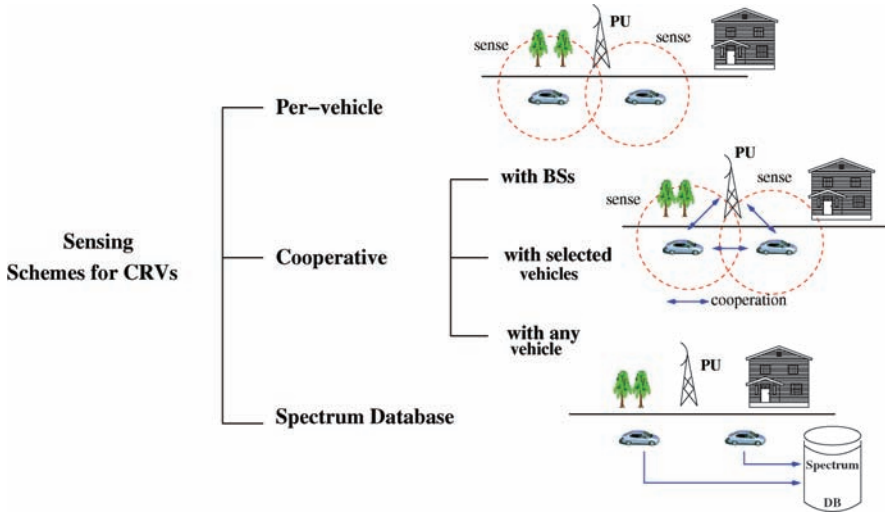 PU
sense
sense
Per-vehicle
PU
with BSs
sense
sense
Sensing
Schemes for CRVs
Cooperative
with selected
vehicles
cooperation
with any
vehicle
PU
Spectrum Database
Spectrum
DB